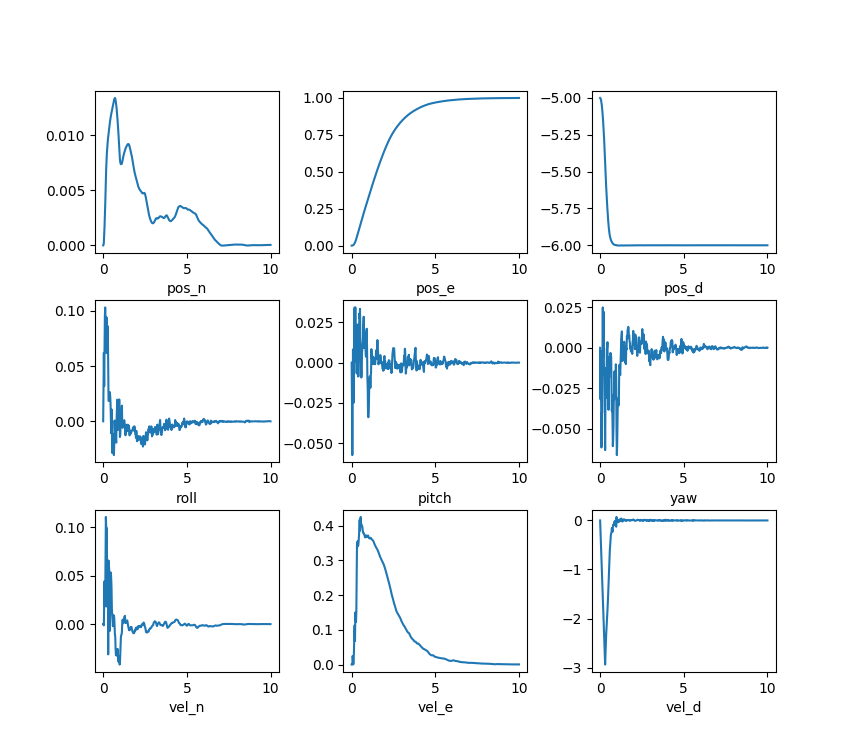 0.010
0.005
0.000
0 5 10
pos_n
1.00
0.75
0.50
0.25
0.00
0 5 10
pos_e
−5.00
−5.25
−5.50
−5.75
−6.00
0 5 10
pos_d
0.10
0.05
0.00
0 5 10
roll
0.025
0.000
−0.025
−0.050
0 5 10
pitch
0.025
0.000
−0.025
−0.050
0 5 10
yaw
0.10
0.05
0.00
0 5 10
vel_n
0.4
0.3
0.2
0.1
0.0
0 5 10
vel_e
0
−1
−2
−3
0 5 10
vel_d